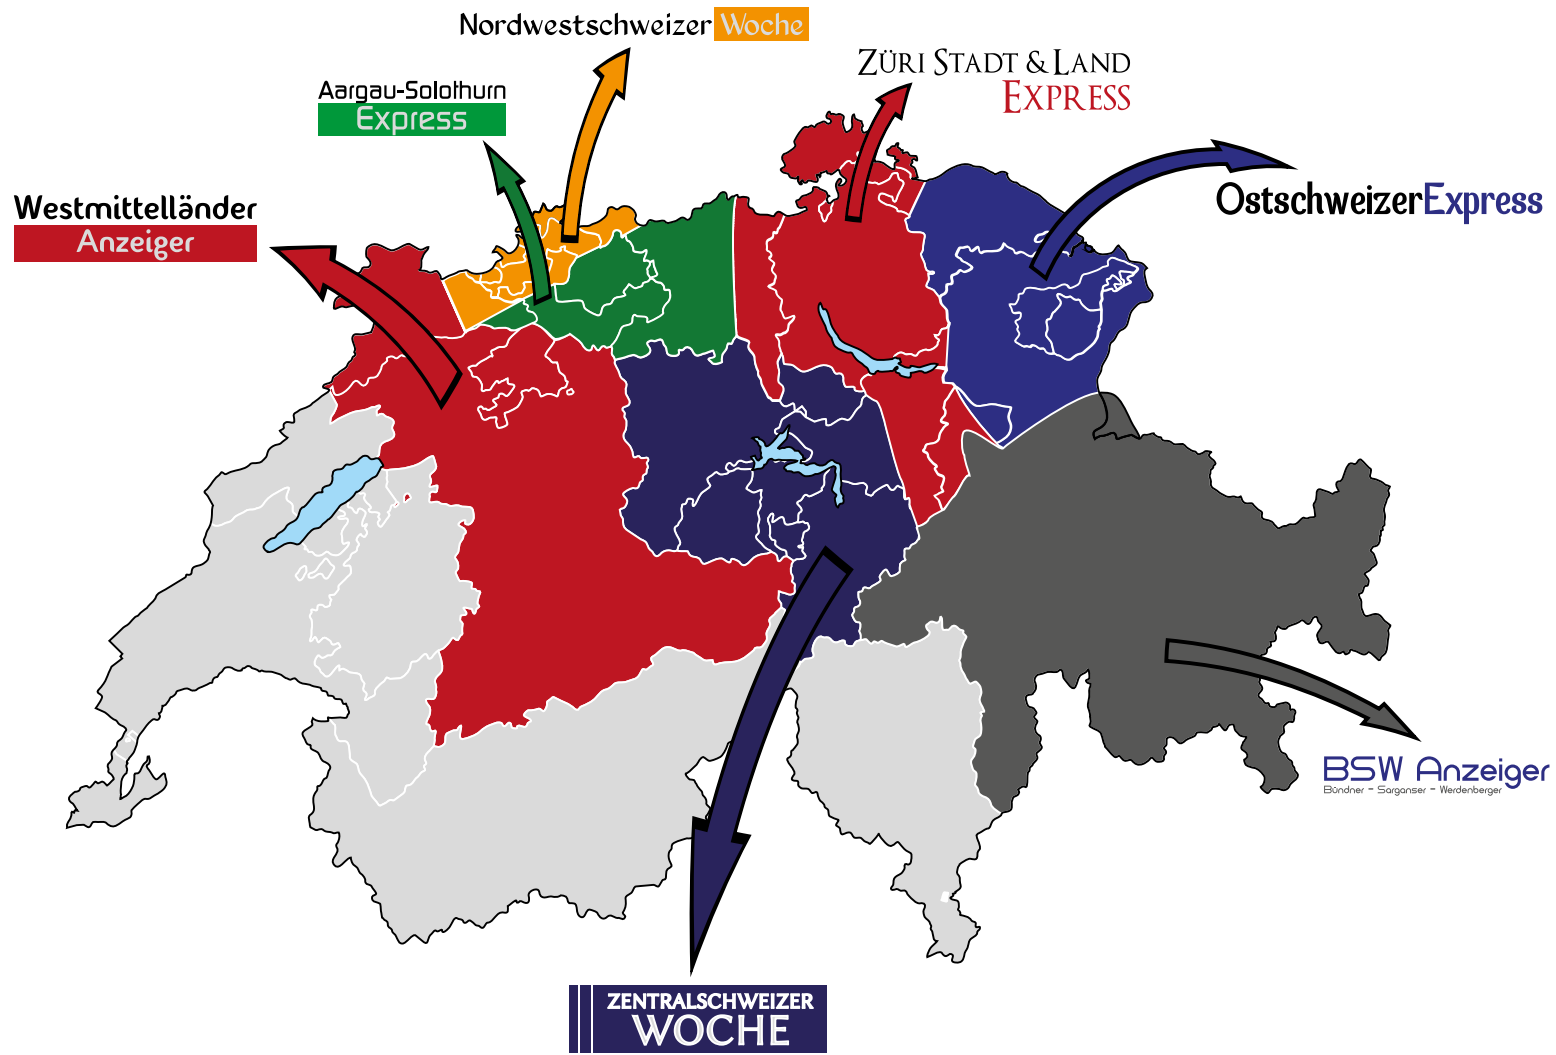 Nordwestschweizer Woche
ZÜRI STADT & LAND
EXPRESS
Aargau-Solothurn
Express
Westmittelländer
Anzeiger
OstschweizerExpress
BSW Anzeiger
Bündner - Sarganser - Werdenberger
ZENTRALSCHWEIZER
WOCHE